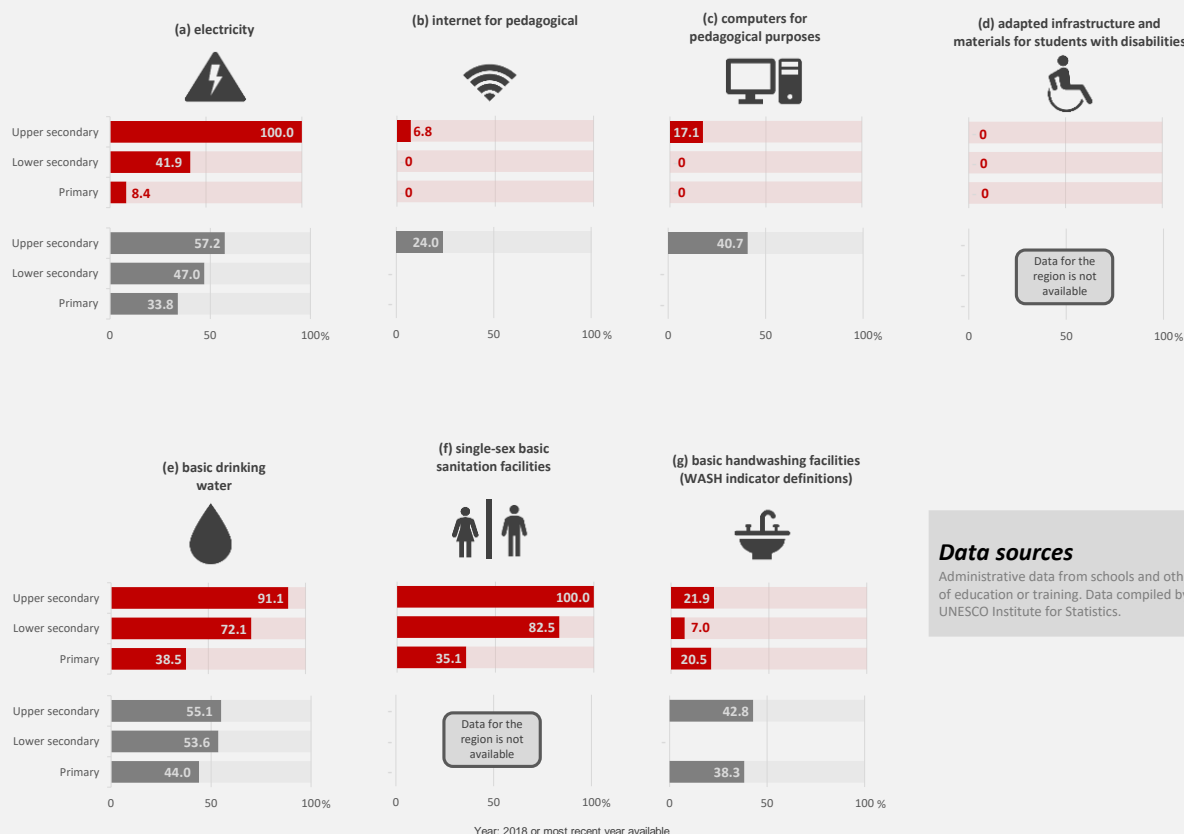 (a) electricity
(b) internet for pedagogical
(c) computers for
pedagogical purposes
(d) adapted infrastructure and
materials for students with disabilities
Upper secondary
100.0
6.8
17.1
0
Lower secondary
41.9
0
0
0
Primary
8.4
0
0
0
Upper secondary
57.2
24.0
40.7
Lower secondary
47.0
Primary
33.8
Data for the
region is not
available
0 50 100%
0 50 100%
0 50 100%
0 50 100%
(e) basic drinking
water
(f) single-sex basic
sanitation facilities
(g) basic handwashing facilities
(WASH indicator definitions)
Upper secondary
91.1
100.0
21.9
Lower secondary
72.1
82.5
7.0
Primary
38.5
35.1
20.5
Upper secondary
55.1
42.8
Lower secondary
53.6
Primary
44.0
38.3
Data for the
region is not
available
0 50 100%
0 50 100%
0 50 100%
Data sources
Administrative data from schools and oth
of education or training. Data compiled by
UNESCO Institute for Statistics.
Year: 2018 or most recent year available